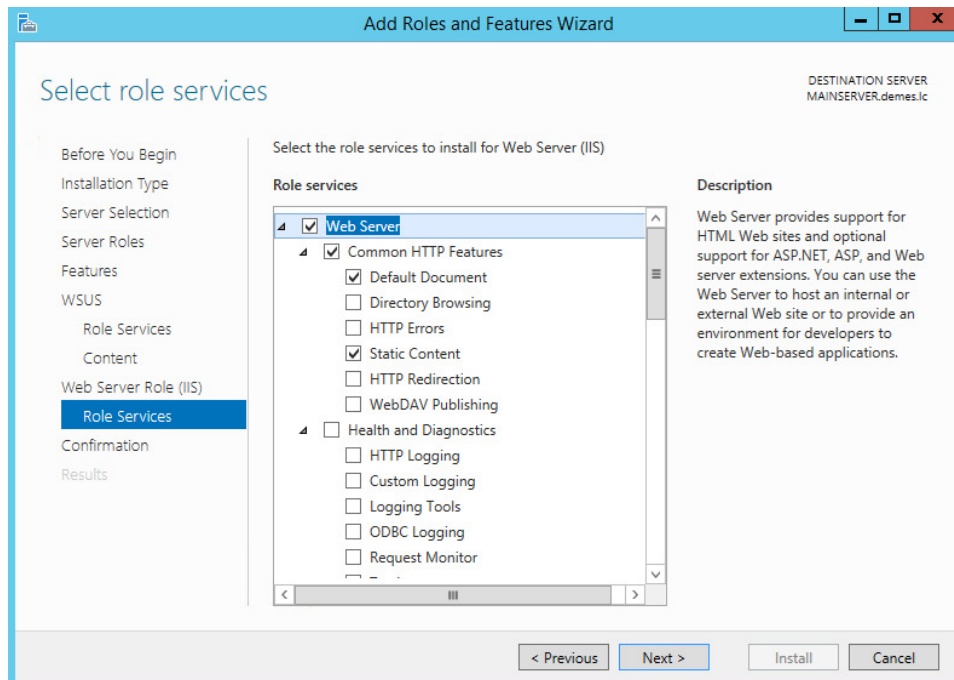 Add Roles and Features Wizard
Select role services
DESTINATION SERVER
MAINSERVER.demes.lc
Before You Begin
Installation Type
Server Selection
Server Roles
Features
WSUS
Role Services
Content
Web Server Role (IIS)
Role Services
Confirmation
Results
Select the role services to install for Web Server (IIS)
Role services
Web Server
Common HTTP Features
Default Document
Directory Browsing
HTTP Errors
Static Content
HTTP Redirection
WebDAV Publishing
Health and Diagnostics
HTTP Logging
Custom Logging
Logging Tools
ODBC Logging
Request Monitor
Description
Web Server provides support for
HTML Web sites and optional
support for ASP.NET, ASP, and Web
server extensions. You can use the
Web Server to host an internal or
external Web site or to provide an
environment for developers to
create Web-based applications.
< Previous
Next >
Install
Cancel